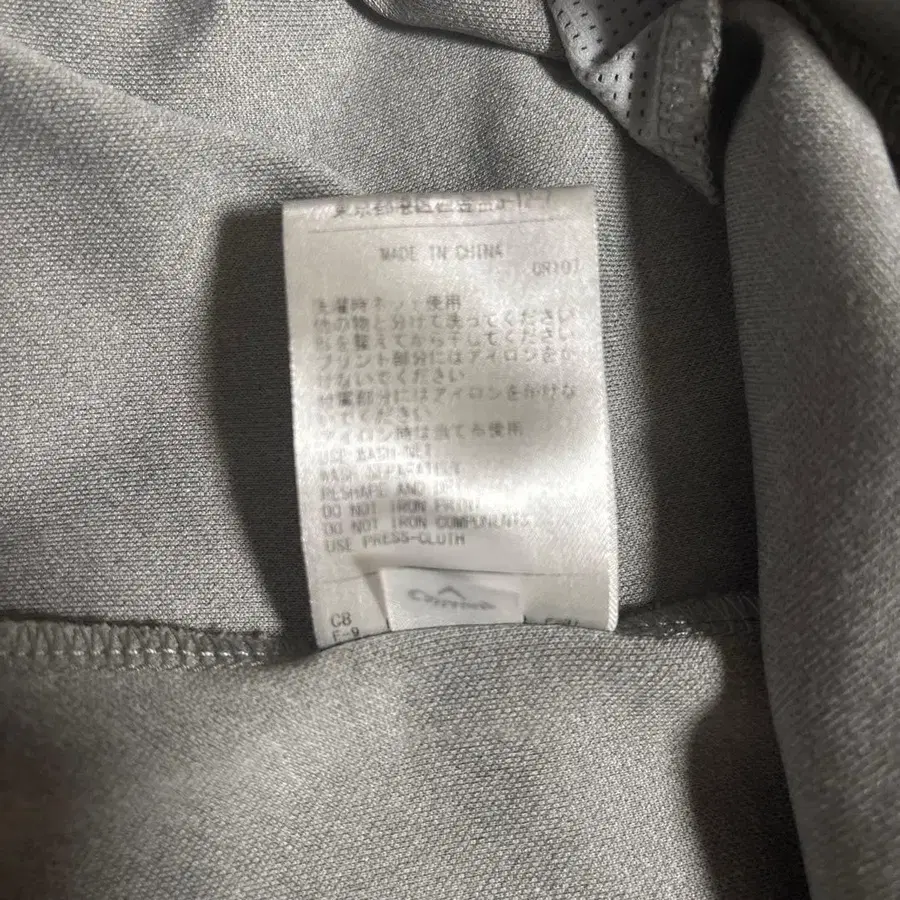 MADE IN CHINA
洗濯時ネット使用
他の物と分けて洗ってください
形を整えてから干してください
プリント部分にはアイロンをか
けないでください
付属部分にはアイロンをかけな
いでください
アイロン時は当て布使用
USE WASH-NET
WASH SEPARATELY
RESHAPE AND DRY
DO NOT IRON PRINT
DO NOT IRON COMPONENTS
USE PRESS-CLOTH
Callaway
C8